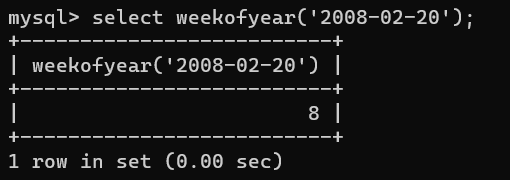 mysql> select weekofyear('2008-02-20');
+--------------------------+
| weekofyear('2008-02-20') |
+--------------------------+
|                        8 |
+--------------------------+
1 row in set (0.00 sec)